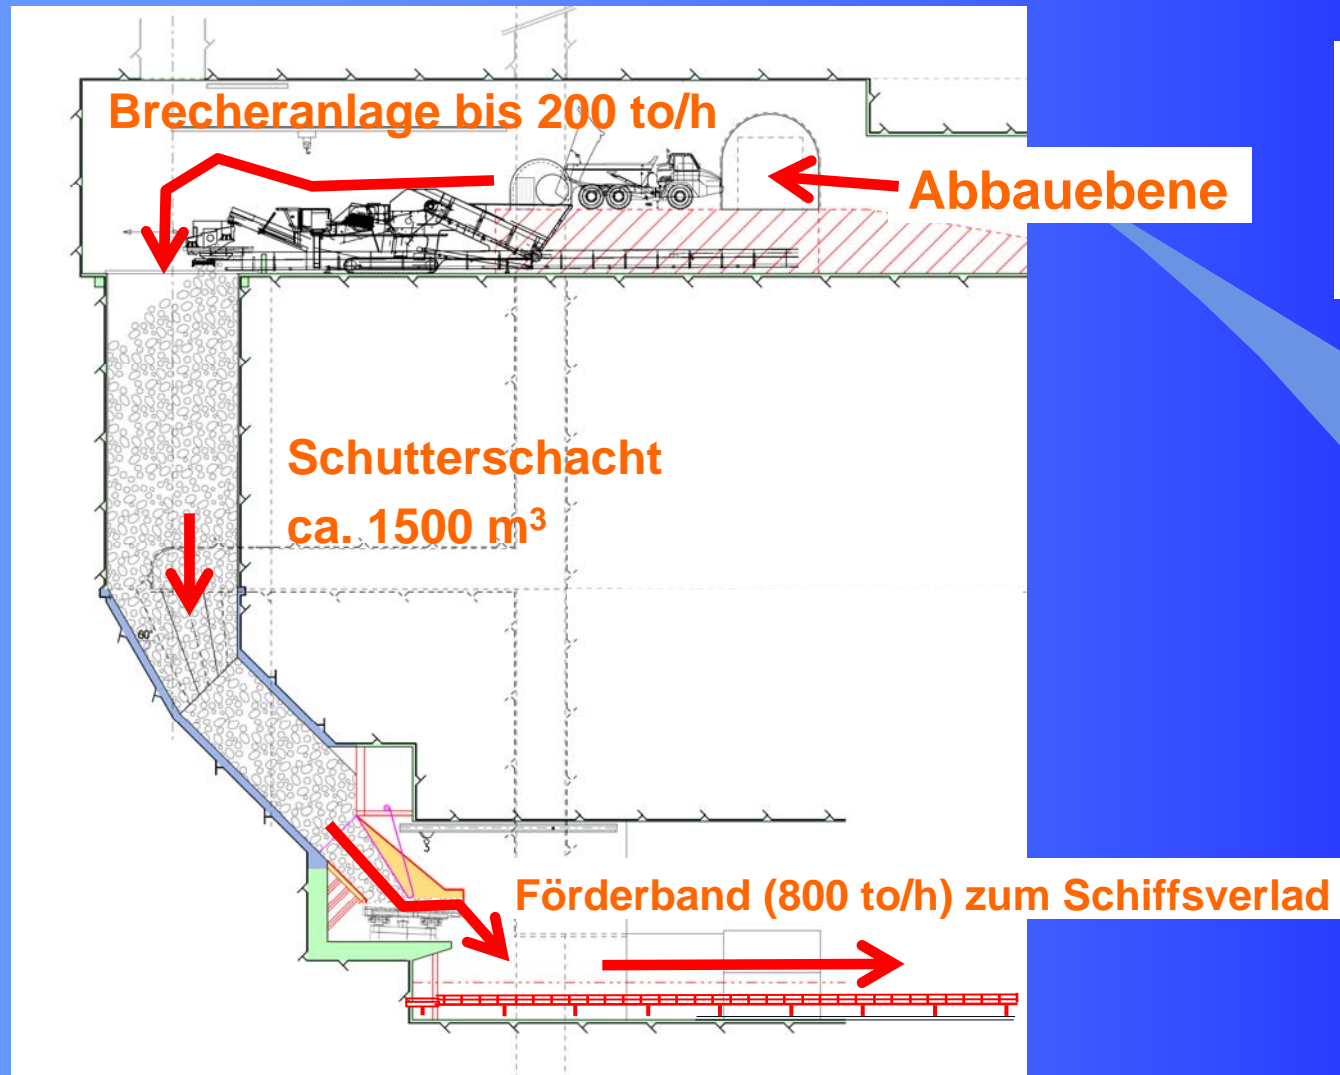 Brecheranlage bis 200 to/h
Abbauebene
Schutterschacht
ca. 1500 m³
60°
Förderband (800 to/h) zum Schiffsverlad